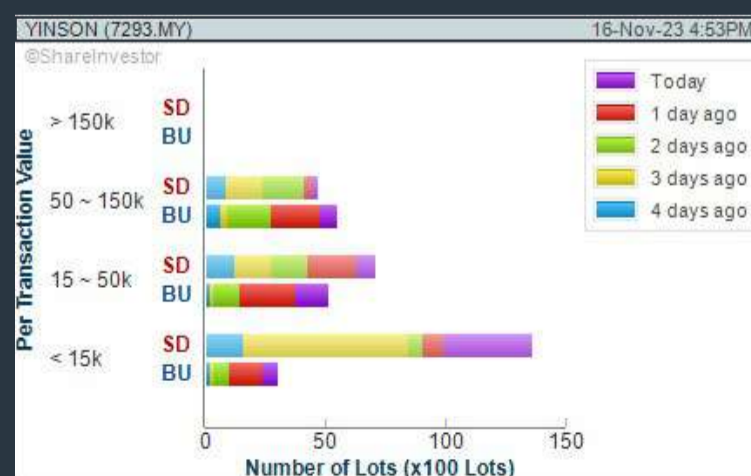 YINSON (7293.MY) 16-Nov-23 4:53PM
©ShareInvestor
Today
1 day ago
2 days ago
3 days ago
4 days ago
Per Transaction Value
> 150k SD
BU
50 ~ 150k SD
BU
15 ~ 50k SD
BU
< 15k SD
BU
0 50 100 150
Number of Lots (x100 Lots)